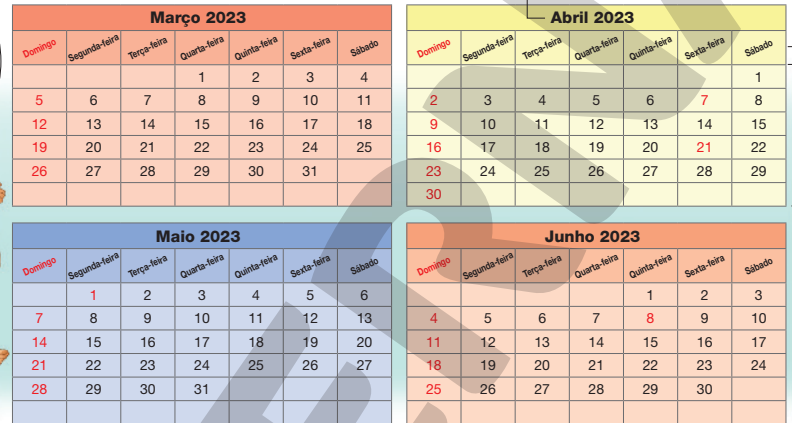 Março 2023
Domingo Segunda-feira Terça-feira Quarta-feira Quinta-feira Sexta-feira Sábado
1 2 3 4
5 6 7 8 9 10 11
12 13 14 15 16 17 18
19 20 21 22 23 24 25
26 27 28 29 30 31
Abril 2023
Domingo Segunda-feira Terça-feira Quarta-feira Quinta-feira Sexta-feira Sábado
1
2 3 4 5 6 7 8
9 10 11 12 13 14 15
16 17 18 19 20 21 22
23 24 25 26 27 28 29
30
Maio 2023
Domingo Segunda-feira Terça-feira Quarta-feira Quinta-feira Sexta-feira Sábado
1 2 3 4 5 6
7 8 9 10 11 12 13
14 15 16 17 18 19 20
21 22 23 24 25 26 27
28 29 30 31
Junho 2023
Domingo Segunda-feira Terça-feira Quarta-feira Quinta-feira Sexta-feira Sábado
1 2 3
4 5 6 7 8 9 10
11 12 13 14 15 16 17
18 19 20 21 22 23 24
25 26 27 28 29 30